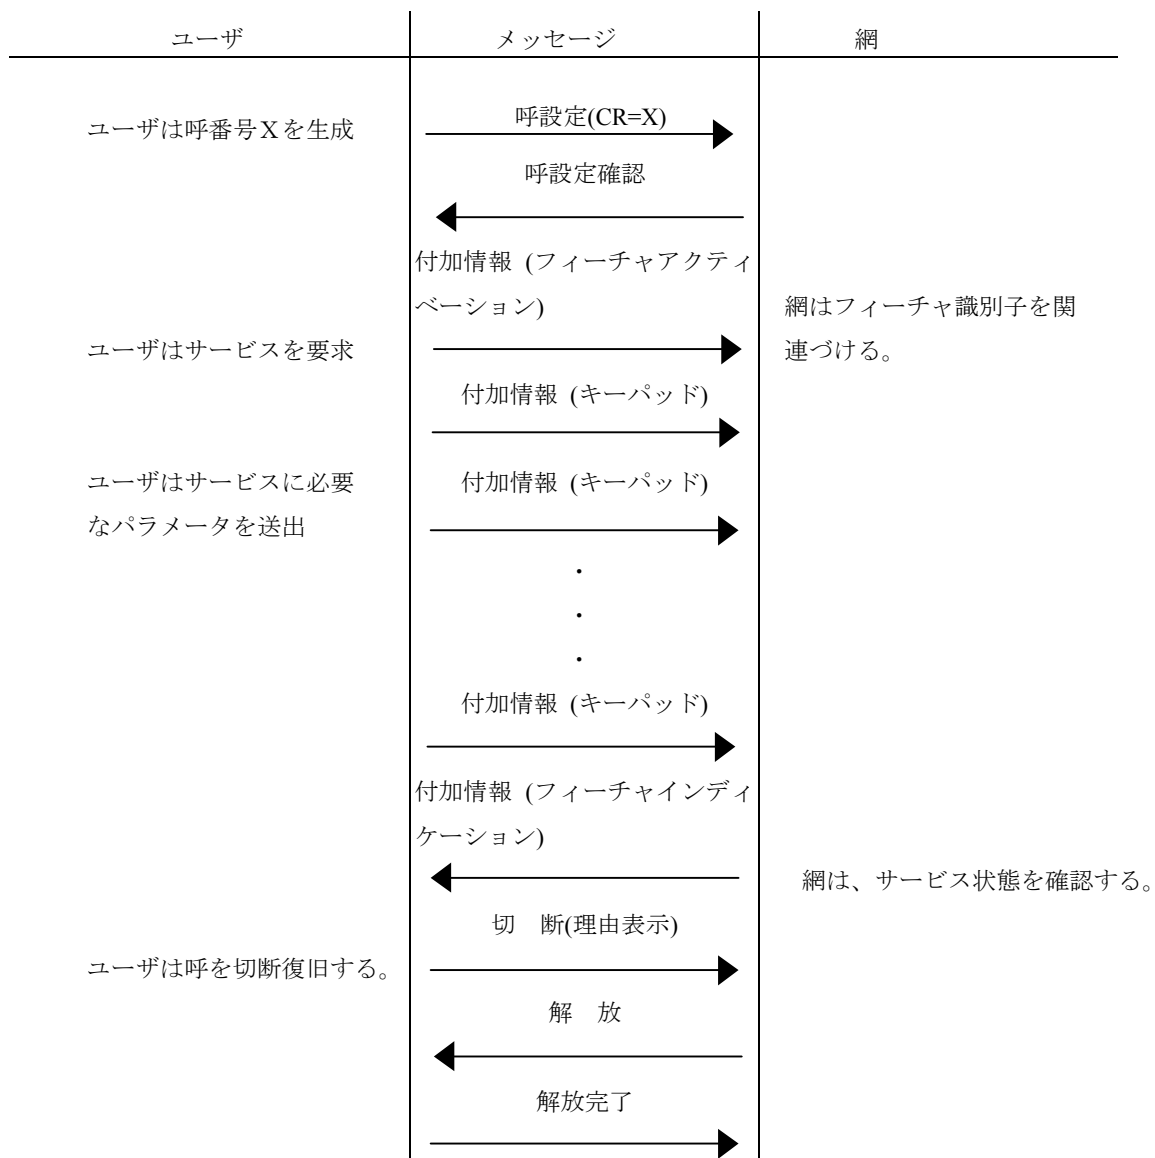 ユーザ
メッセージ
網
ユーザは呼番号Xを生成
呼設定(CR=X)
呼設定確認
付加情報 (フィーチャアクティ
ベーション)
網はフィーチャ識別子を関
ユーザはサービスを要求
連づける。
付加情報 (キーパッド)
ユーザはサービスに必要
付加情報 (キーパッド)
なパラメータを送出
・
・
・
付加情報 (キーパッド)
付加情報 (フィーチャインディ
ケーション)
網は、サービス状態を確認する。
切 断(理由表示)
ユーザは呼を切断復旧する。
解 放
解放完了